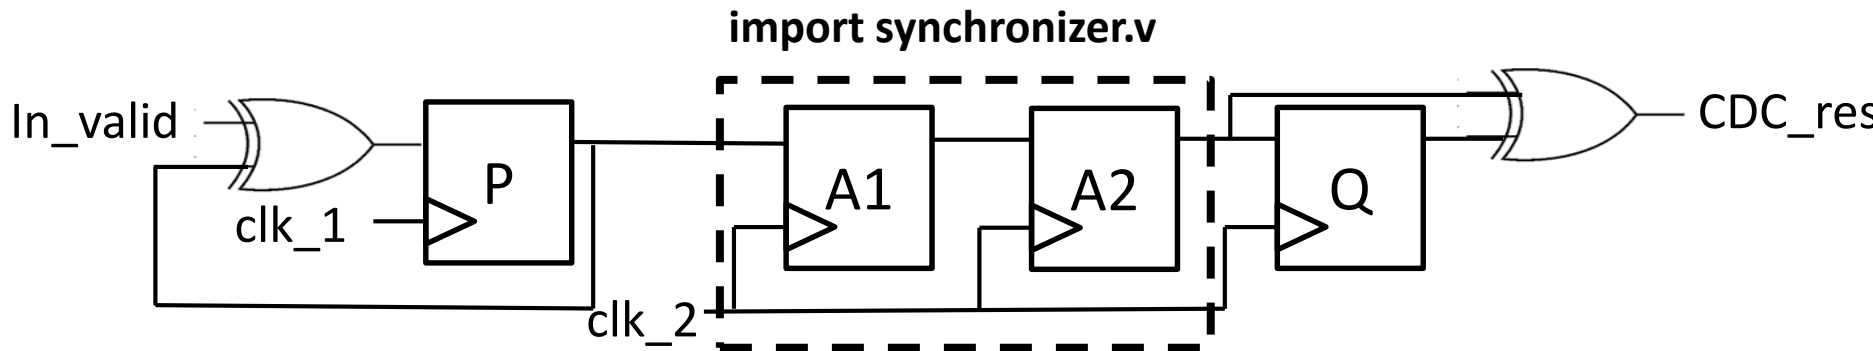 import synchronizer.v
In_valid
P
A1
A2
Q
CDC_res
clk_1
clk_2